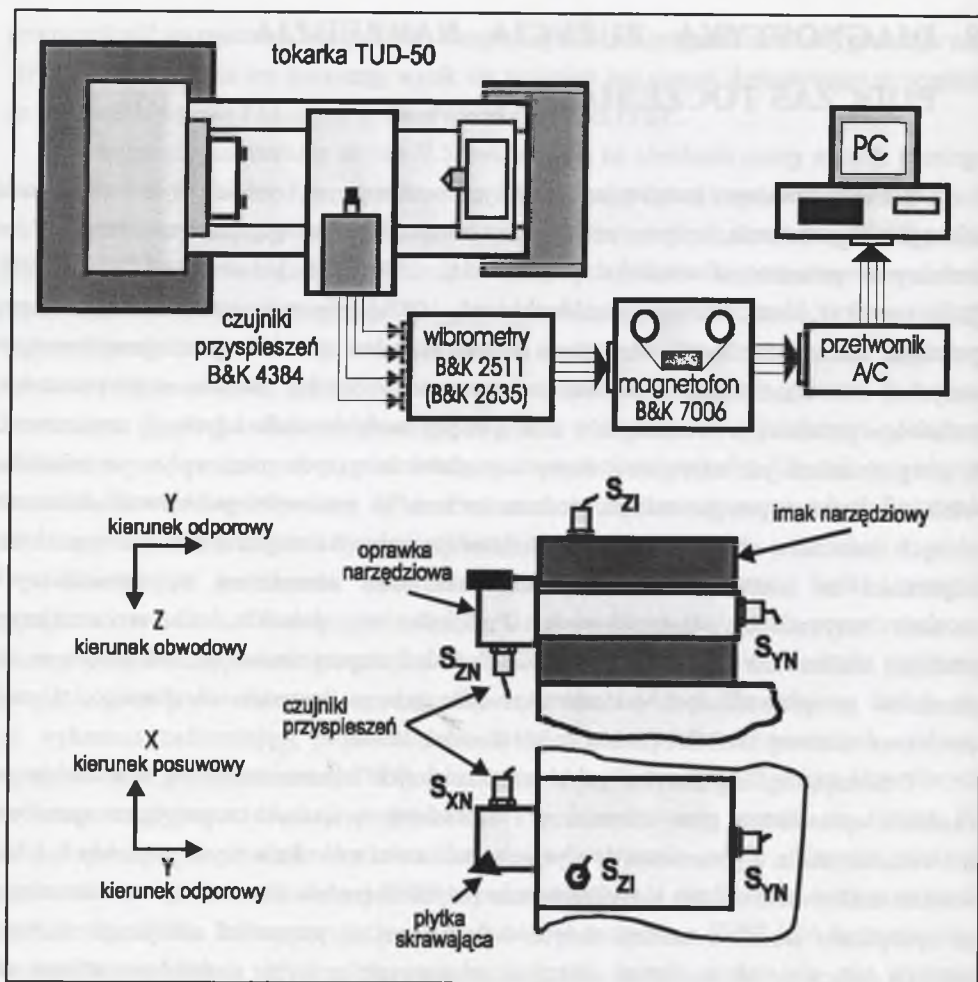 tokarka TUD-50
PC
czujniki
przyspieszeń
B&K 4384
wibrometry
B&K 2511
(B&K 2635)
magnetofon
B&K 7006
przetwornik
A/C
Y
kierunek odporowy
Z
kierunek obwodowy
X
kierunek posuwowy
Y
kierunek odporowy
SZI
imak narzędziowy
oprawka
narzędziowa
SZN
SYN
czujniki
przyspieszeń
SXN
SZI
SYN
płytka
skrawająca